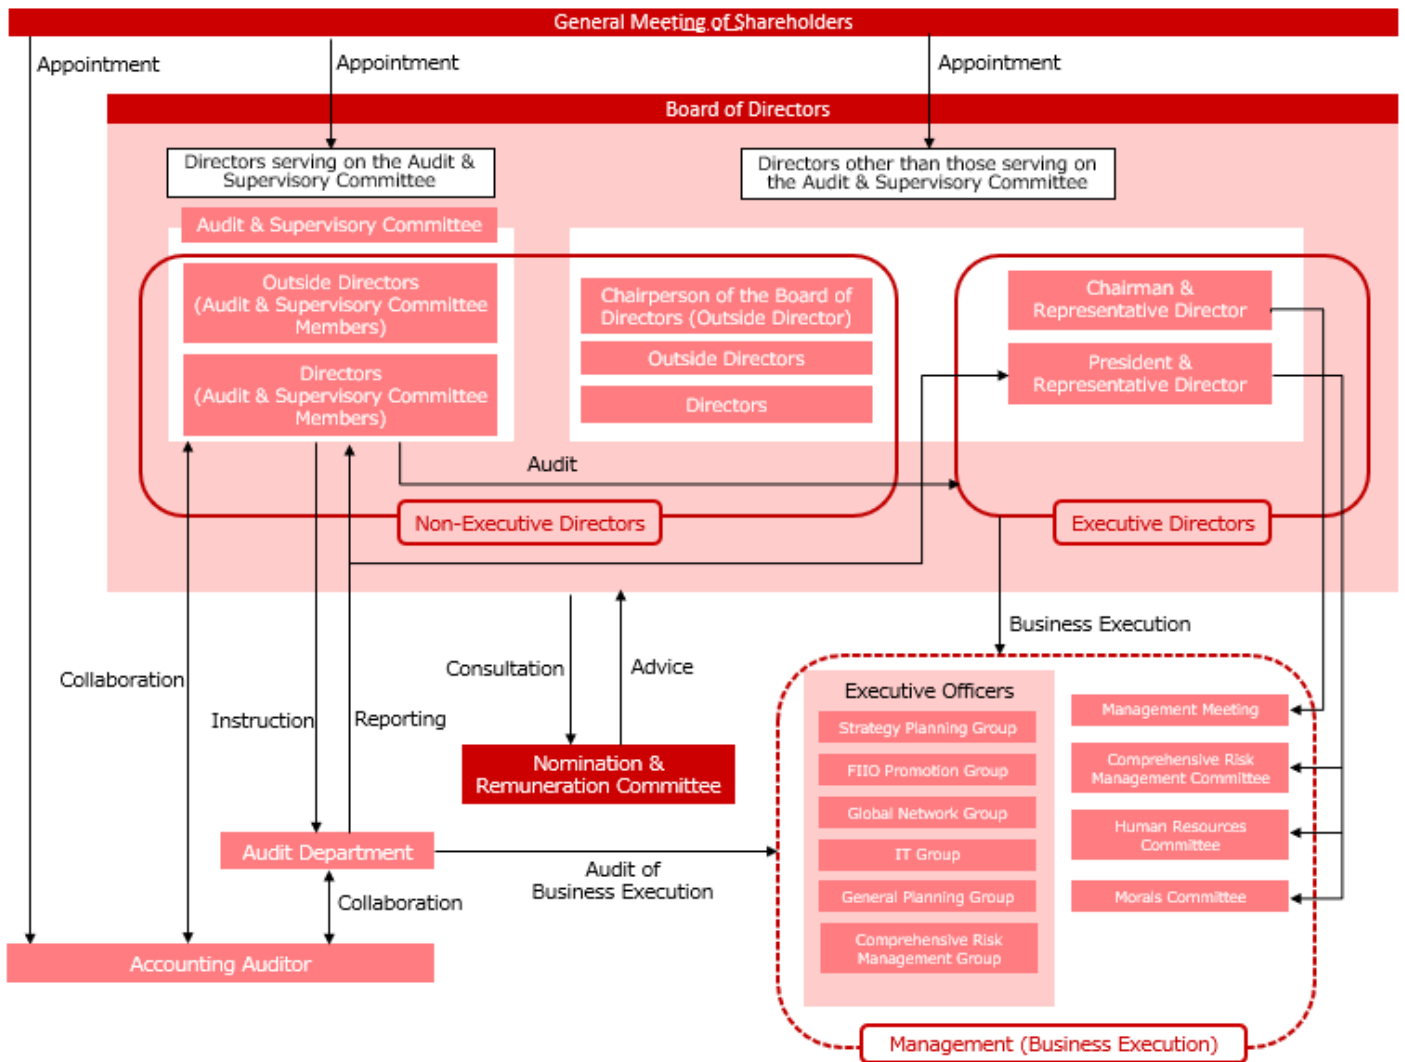 General Meeting of Shareholders
Appointment
Appointment
Appointment
Board of Directors
Directors serving on the Audit &
Supervisory Committee
Directors other than those serving on
the Audit & Supervisory Committee
Audit & Supervisory Committee
Outside Directors
(Audit & Supervisory Committee
Members)
Directors
(Audit & Supervisory Committee
Members)
Chairperson of the Board of
Directors (Outside Director)
Outside Directors
Directors
Chairman &
Representative Director
President &
Representative Director
Audit
Non-Executive Directors
Executive Directors
Business Execution
Collaboration
Instruction
Reporting
Consultation
Advice
Nomination &
Remuneration Committee
Audit Department
Audit of
Business Execution
Collaboration
Accounting Auditor
Executive Officers
Strategy Planning Group
FIIO Promotion Group
Global Network Group
IT Group
General Planning Group
Comprehensive Risk
Management Group
Management Meeting
Comprehensive Risk
Management Committee
Human Resources
Committee
Morals Committee
Management (Business Execution)